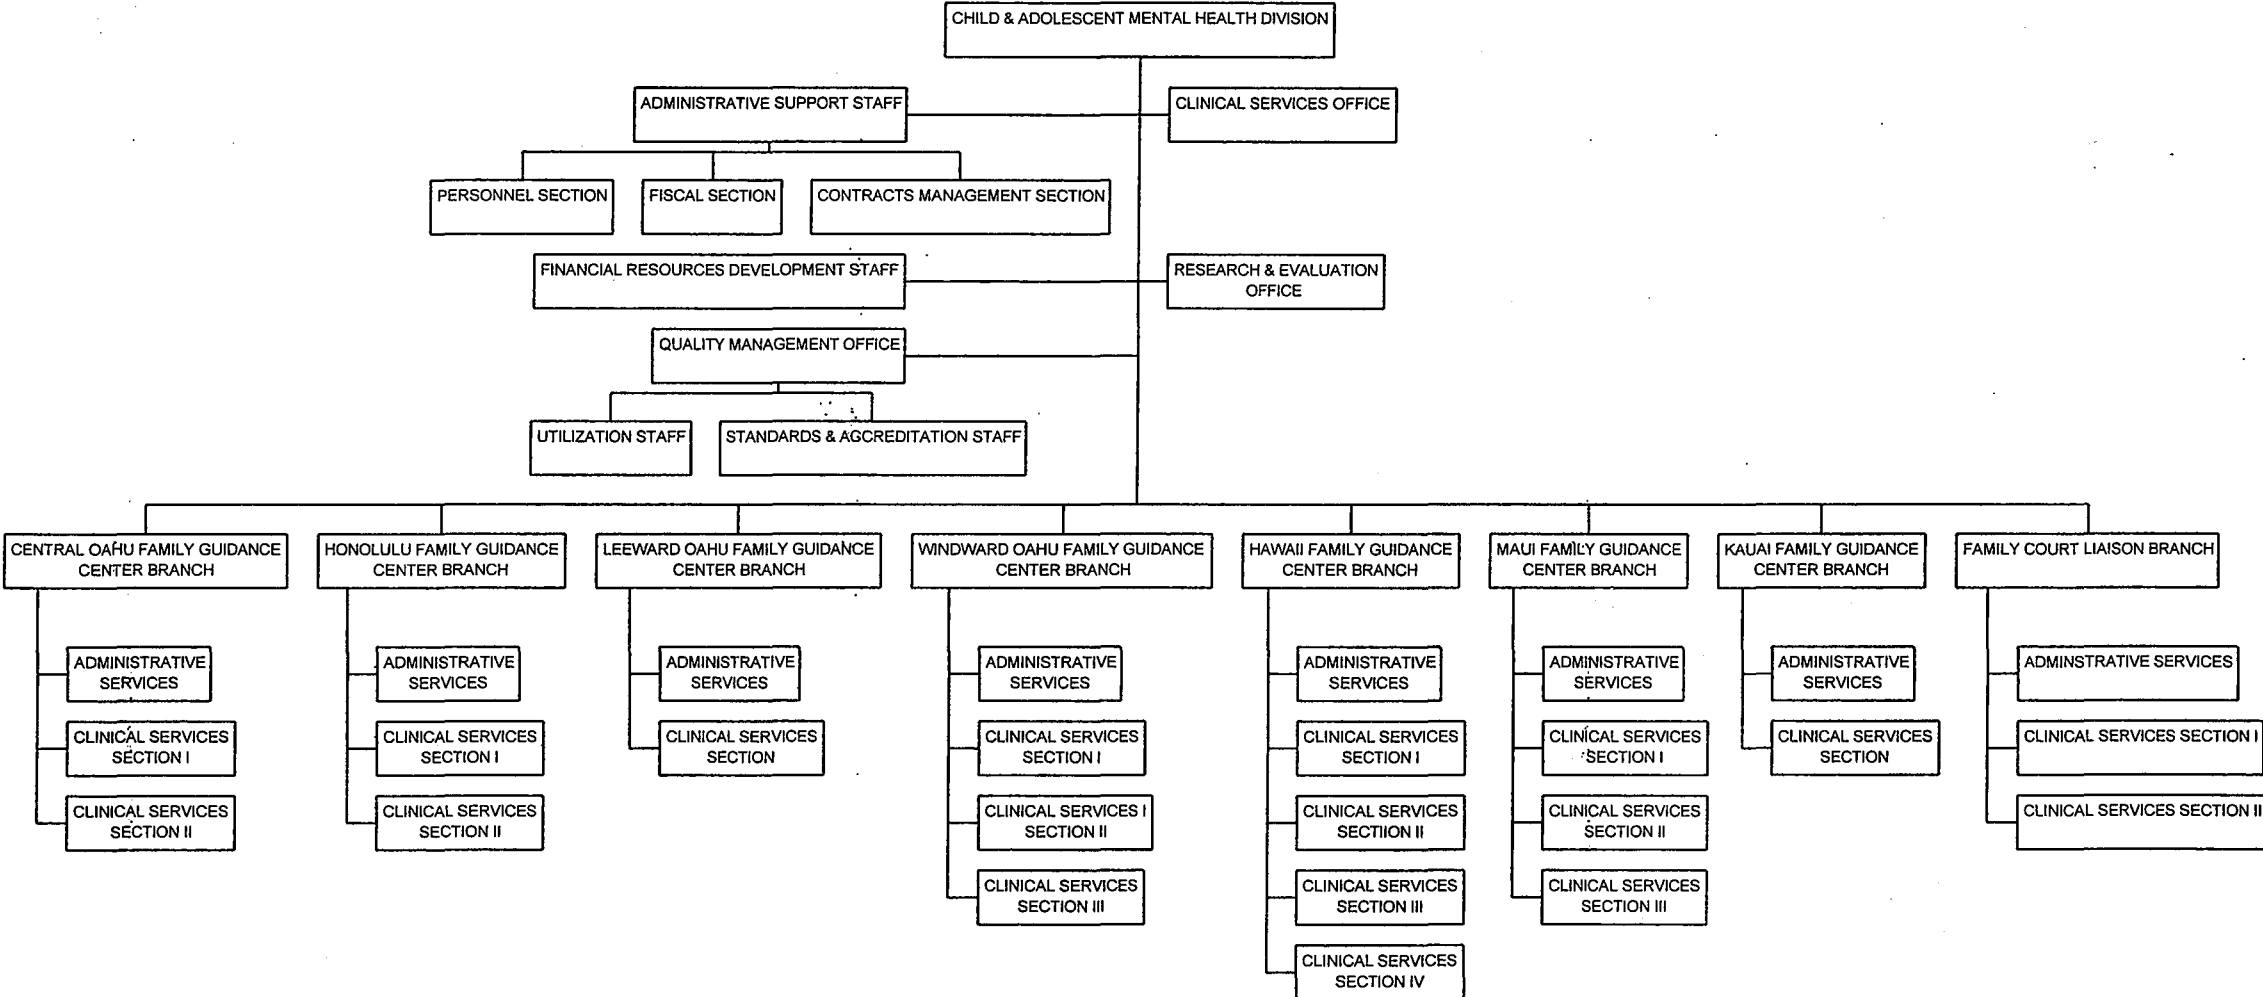 CHILD & ADOLESCENT MENTAL HEALTH DIVISION
ADMINISTRATIVE SUPPORT STAFF
CLINICAL SERVICES OFFICE
PERSONNEL SECTION
FISCAL SECTION
CONTRACTS MANAGEMENT SECTION
FINANCIAL RESOURCES DEVELOPMENT STAFF
RESEARCH & EVALUATION
OFFICE
QUALITY MANAGEMENT OFFICE
UTILIZATION STAFF
STANDARDS & ACCREDITATION STAFF
CENTRAL OAHU FAMILY GUIDANCE
CENTER BRANCH
HONOLULU FAMILY GUIDANCE
CENTER BRANCH
LEEWARD OAHU FAMILY GUIDANCE
CENTER BRANCH
WINDWARD OAHU FAMILY GUIDANCE
CENTER BRANCH
HAWAII FAMILY GUIDANCE
CENTER BRANCH
MAUI FAMILY GUIDANCE
CENTER BRANCH
KAUAI FAMILY GUIDANCE
CENTER BRANCH
FAMILY COURT LIAISON BRANCH
ADMINISTRATIVE
SERVICES
CLINICAL SERVICES
SECTION I
CLINICAL SERVICES
SECTION II
ADMINISTRATIVE
SERVICES
CLINICAL SERVICES
SECTION I
CLINICAL SERVICES
SECTION II
ADMINISTRATIVE
SERVICES
CLINICAL SERVICES
SECTION
ADMINISTRATIVE
SERVICES
CLINICAL SERVICES
SECTION I
CLINICAL SERVICES I
SECTION II
CLINICAL SERVICES
SECTION III
ADMINISTRATIVE
SERVICES
CLINICAL SERVICES
SECTION I
CLINICAL SERVICES
SECTIION II
CLINICAL SERVICES
SECTION III
CLINICAL SERVICES
SECTION IV
ADMINISTRATIVE
SERVICES
CLINICAL SERVICES
SECTION I
CLINICAL SERVICES
SECTION II
CLINICAL SERVICES
SECTION III
ADMINISTRATIVE
SERVICES
CLINICAL SERVICES
SECTION
ADMINSTRATIVE SERVICES
CLINICAL SERVICES SECTION I
CLINICAL SERVICES SECTION II